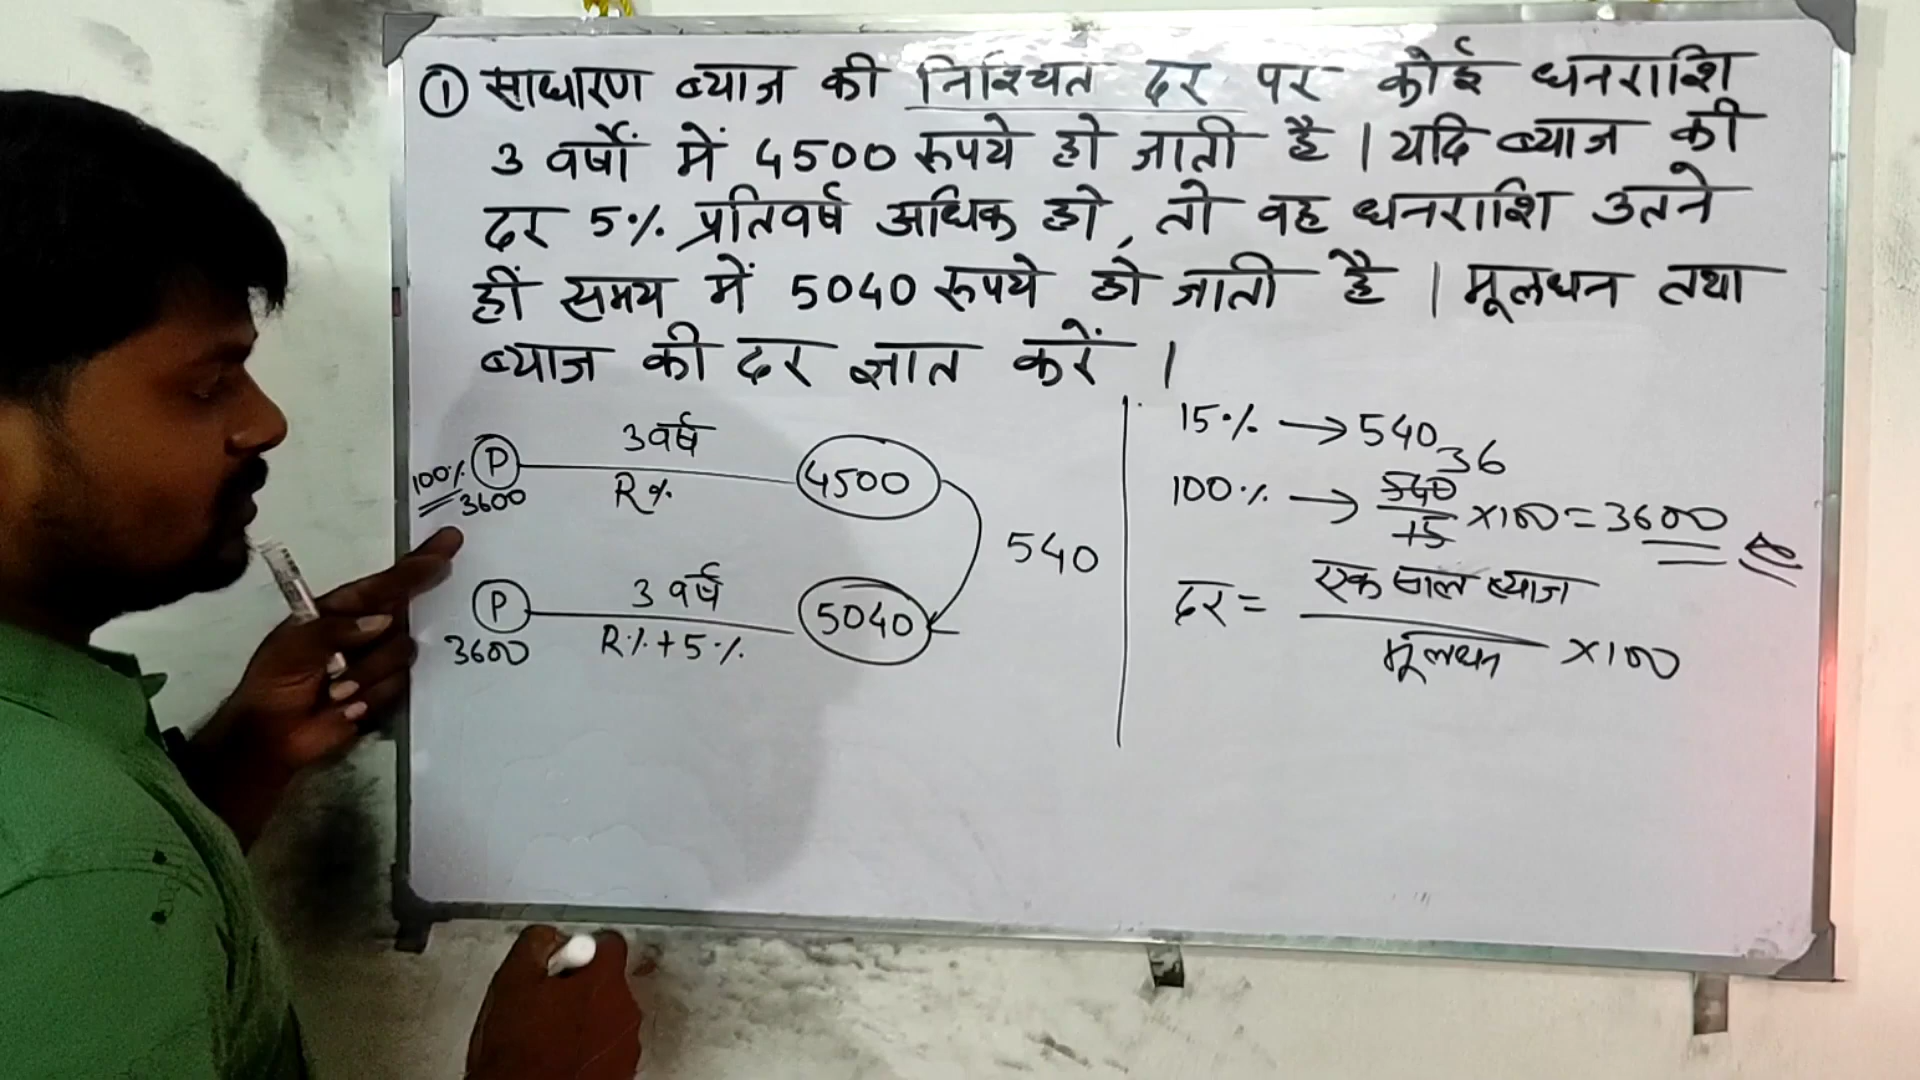 ① साधारण ब्याज की निश्चित दर पर कोई धनराशि
3 वर्षों में 4500 रूपये हो जाती है । यदि ब्याज की
दर 5% प्रतिवर्ष अधिक हो, तो वह धनराशि उतने
हीं समय में 5040 रूपये हो जाती है । मूलधन तथा
ब्याज की दर ज्ञात करें ।
100% P 3वर्ष 4500
3600 R%
540
P 3 वर्ष 5040
3600 R%+5%
15% → 540
36
100% → 540/15 ×100 = 3600
दर = एक साल ब्याज
मूलधन ×100